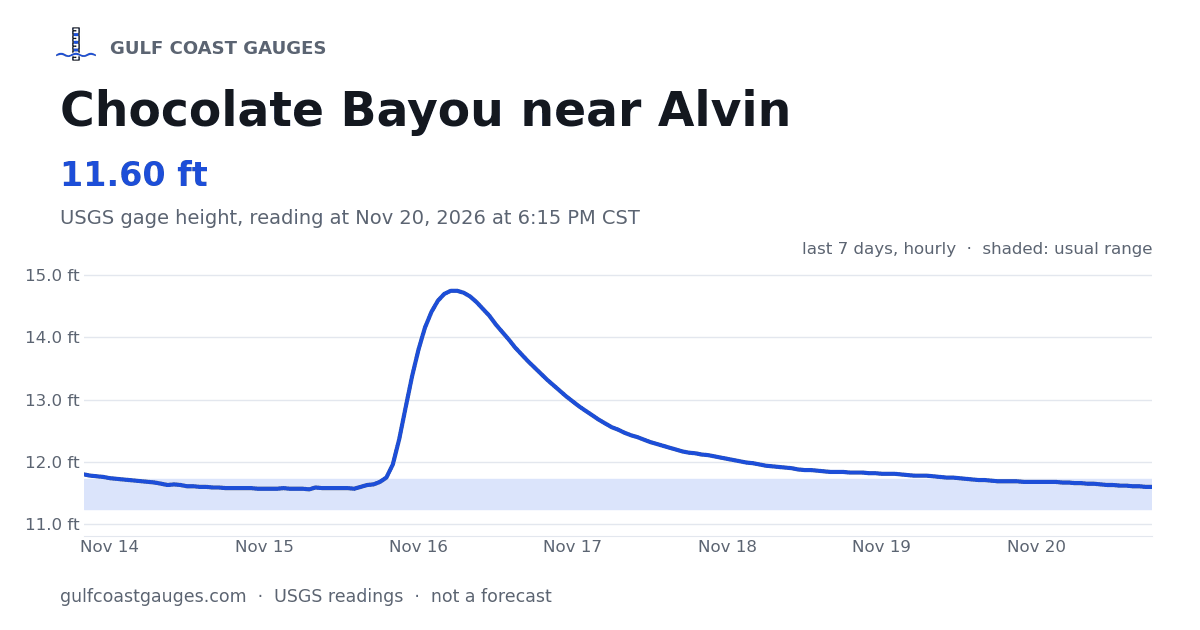 GULF COAST GAUGES
Chocolate Bayou near Alvin
11.60 ft
USGS gage height, reading at Nov 20, 2026 at 6:15 PM CST
last 7 days, hourly · shaded: usual range
15.0 ft
14.0 ft
13.0 ft
12.0 ft
11.0 ft
Nov 14 Nov 15 Nov 16 Nov 17 Nov 18 Nov 19 Nov 20
gulfcoastgauges.com · USGS readings · not a forecast